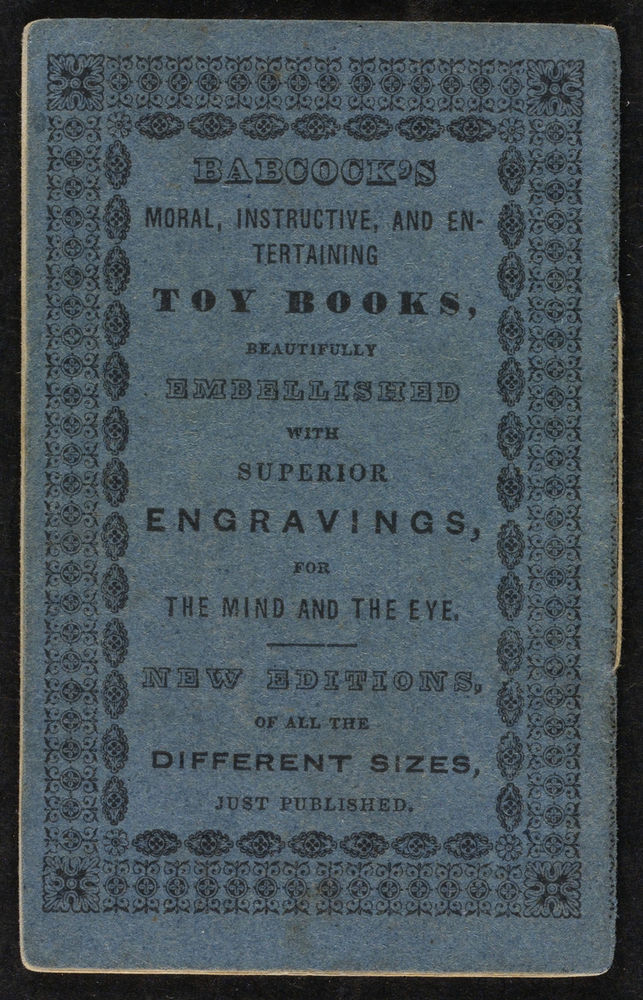 BABCOCK'S
MORAL, INSTRUCTIVE, AND EN-
TERTAINING
TOY BOOKS,
BEAUTIFULLY
EMBELLISHED
WITH
SUPERIOR
ENGRAVINGS,
FOR
THE MIND AND THE EYE.
NEW EDITIONS,
OF ALL THE
DIFFERENT SIZES,
JUST PUBLISHED.